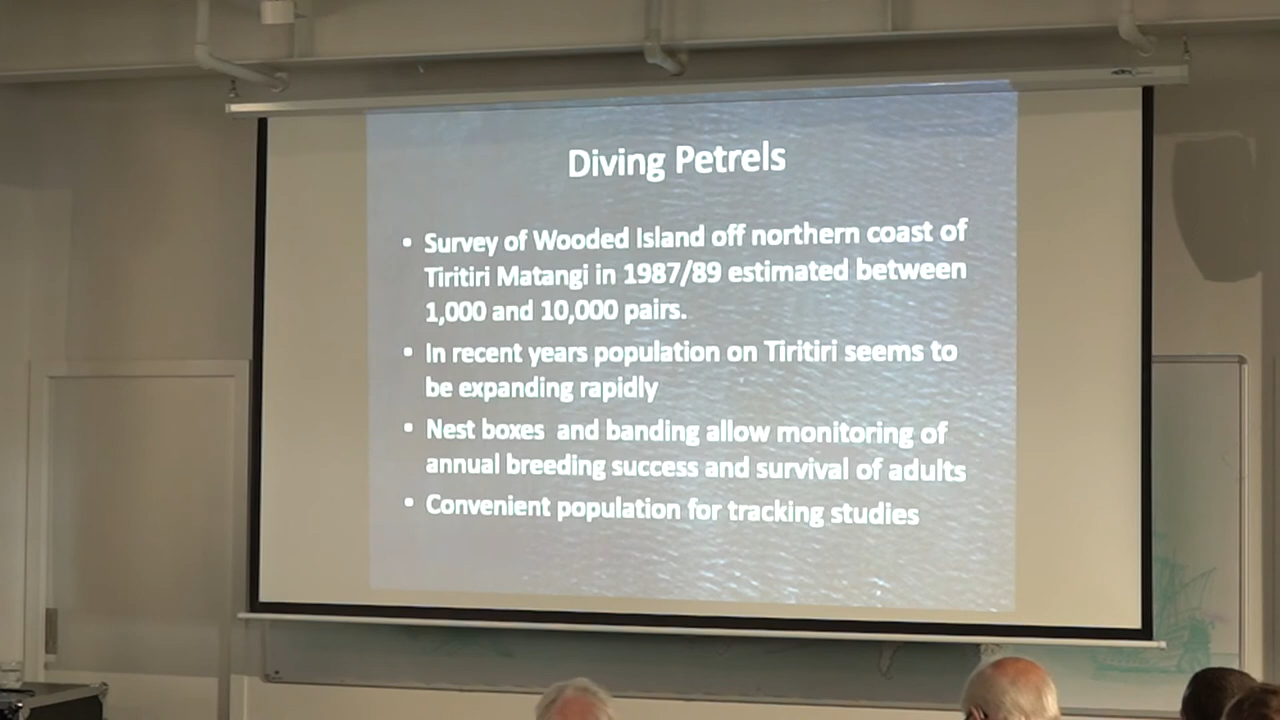 Diving Petrels
• Survey of Wooded Island off northern coast of
Tiritiri Matangi in 1987/89 estimated between
1,000 and 10,000 pairs.
• In recent years population on Tiritiri seems to
be expanding rapidly
• Nest boxes and banding allow monitoring of
annual breeding success and survival of adults
• Convenient population for tracking studies